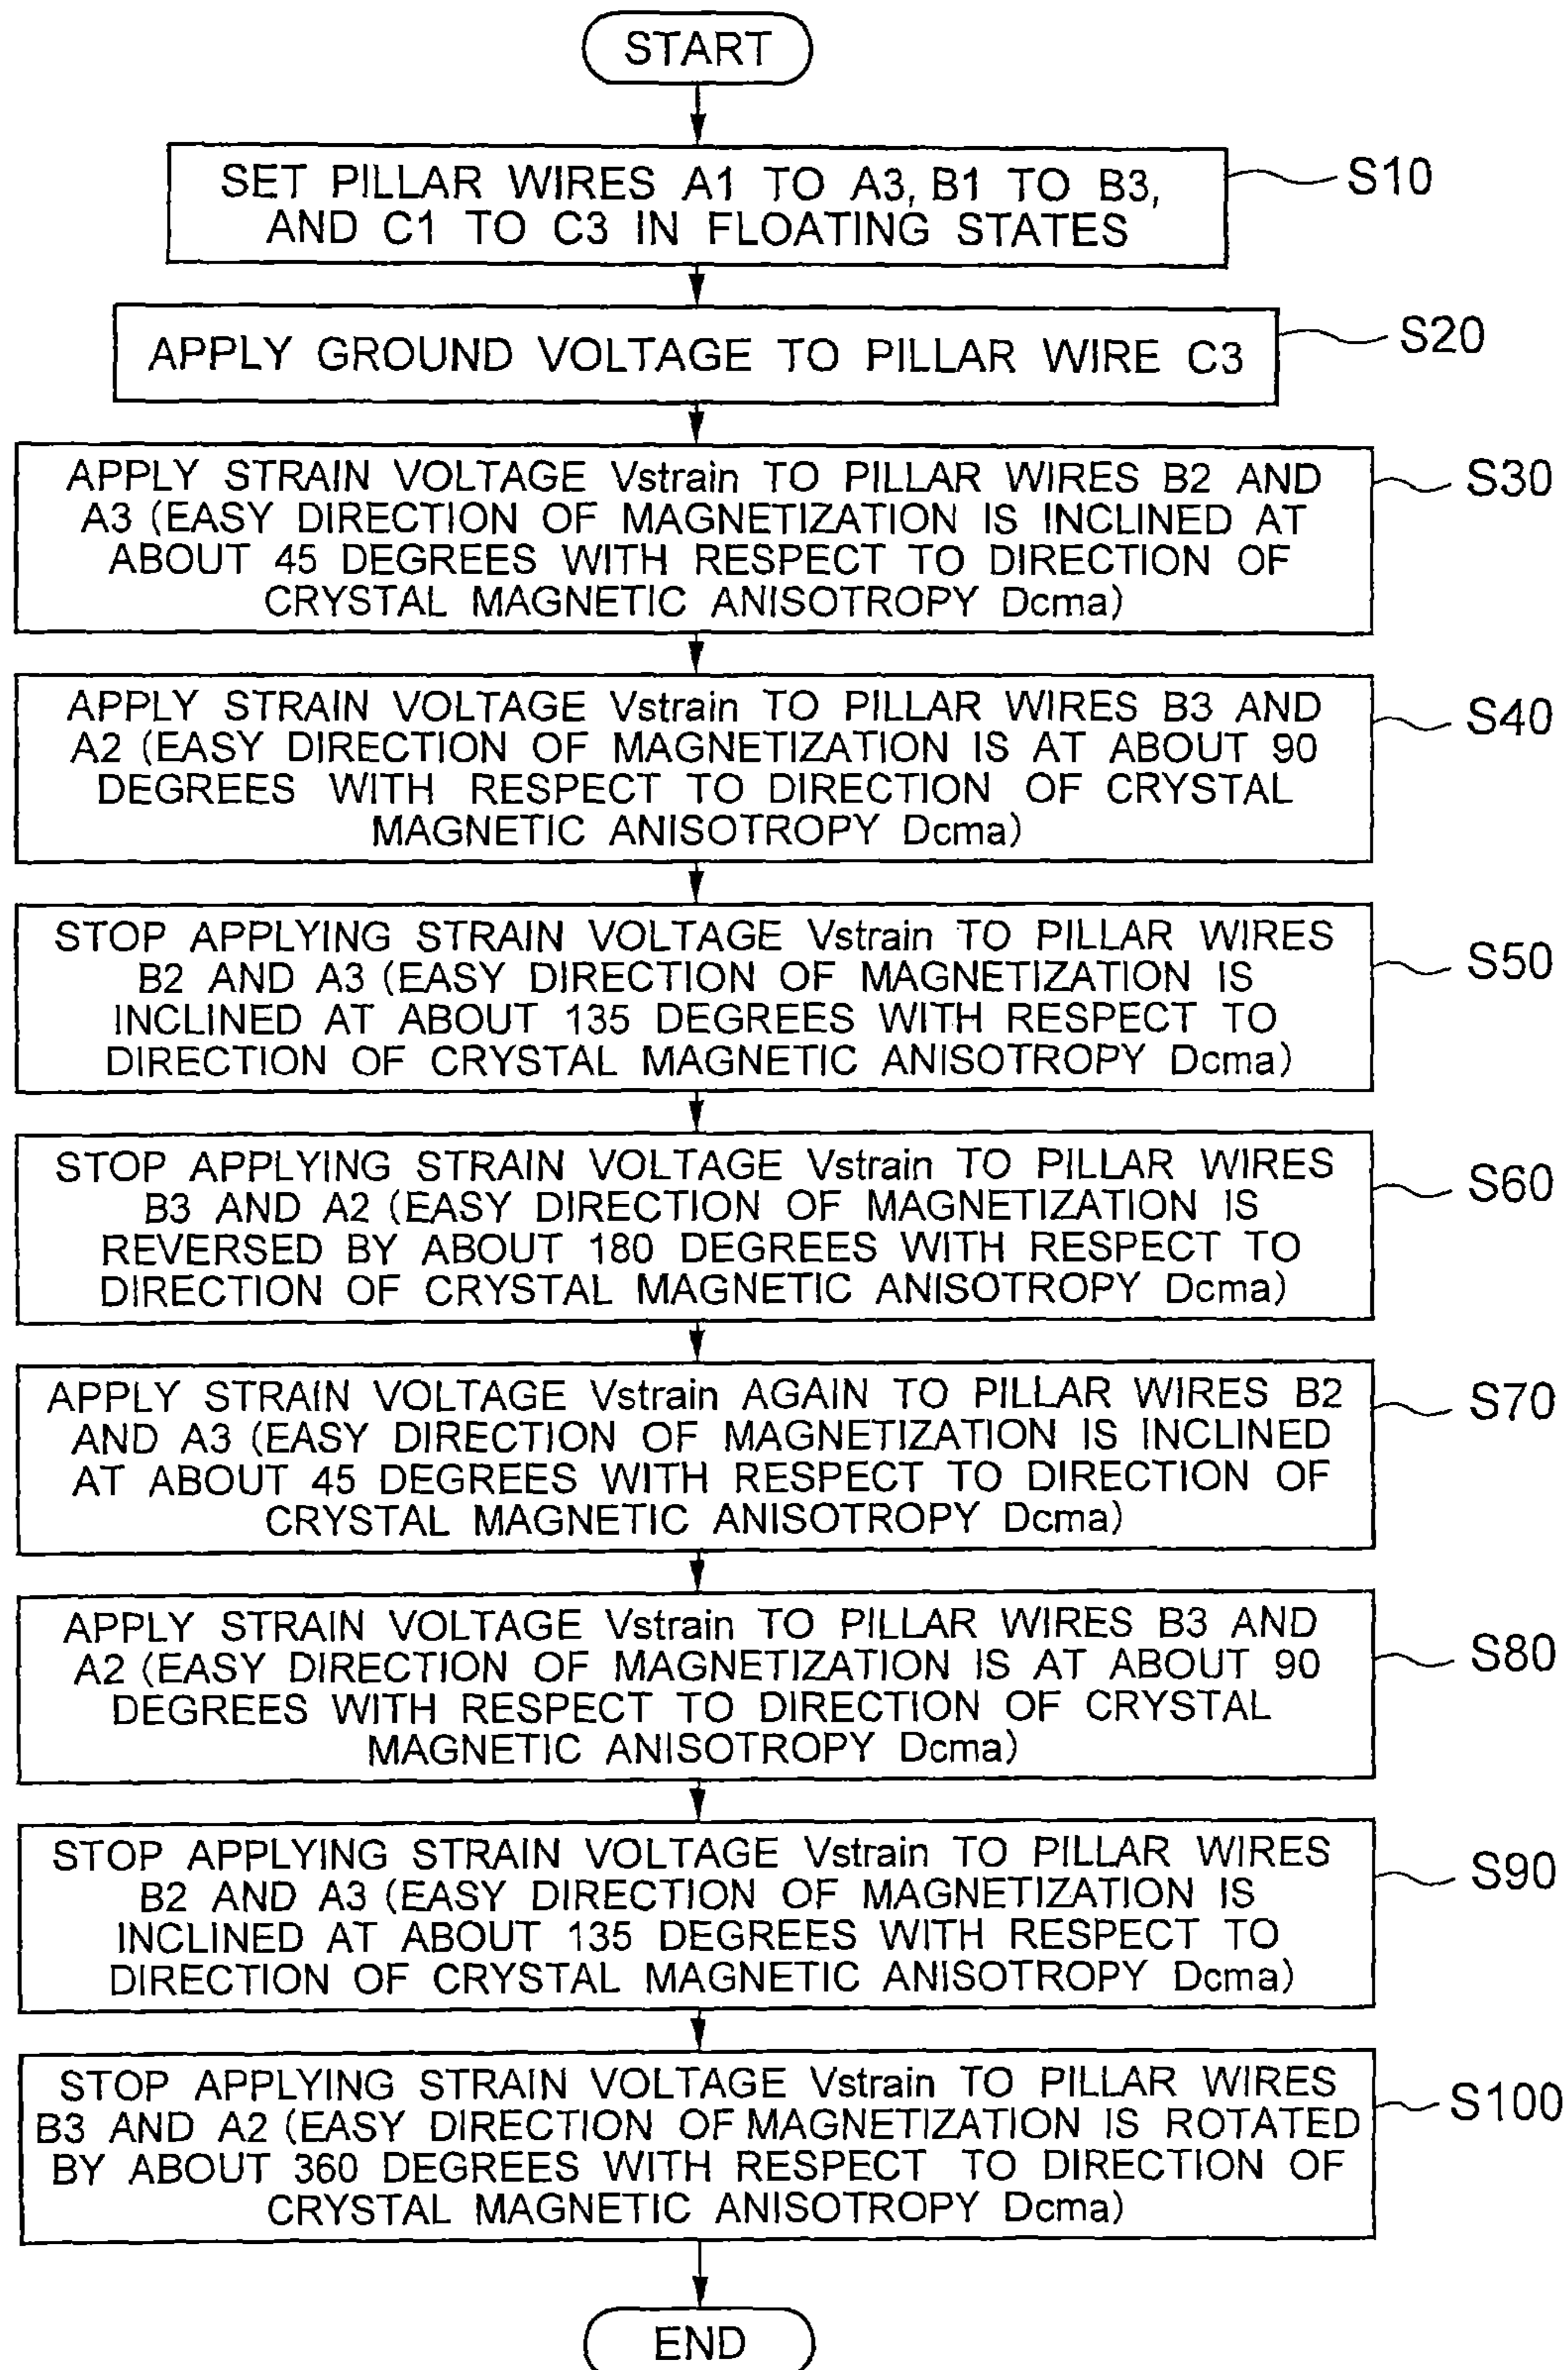 START
SET PILLAR WIRES A1 TO A3, B1 TO B3,
AND C1 TO C3 IN FLOATING STATES
S10
APPLY GROUND VOLTAGE TO PILLAR WIRE C3
S20
APPLY STRAIN VOLTAGE Vstrain TO PILLAR WIRES B2 AND
A3 (EASY DIRECTION OF MAGNETIZATION IS INCLINED AT
ABOUT 45 DEGREES WITH RESPECT TO DIRECTION OF
CRYSTAL MAGNETIC ANISOTROPY Dcma)
S30
APPLY STRAIN VOLTAGE Vstrain TO PILLAR WIRES B3 AND
A2 (EASY DIRECTION OF MAGNETIZATION IS AT ABOUT 90
DEGREES WITH RESPECT TO DIRECTION OF CRYSTAL
MAGNETIC ANISOTROPY Dcma)
S40
STOP APPLYING STRAIN VOLTAGE Vstrain TO PILLAR WIRES
B2 AND A3 (EASY DIRECTION OF MAGNETIZATION IS
INCLINED AT ABOUT 135 DEGREES WITH RESPECT TO
DIRECTION OF CRYSTAL MAGNETIC ANISOTROPY Dcma)
S50
STOP APPLYING STRAIN VOLTAGE Vstrain TO PILLAR WIRES
B3 AND A2 (EASY DIRECTION OF MAGNETIZATION IS
REVERSED BY ABOUT 180 DEGREES WITH RESPECT TO
DIRECTION OF CRYSTAL MAGNETIC ANISOTROPY Dcma)
S60
APPLY STRAIN VOLTAGE Vstrain AGAIN TO PILLAR WIRES B2
AND A3 (EASY DIRECTION OF MAGNETIZATION IS INCLINED
AT ABOUT 45 DEGREES WITH RESPECT TO DIRECTION OF
CRYSTAL MAGNETIC ANISOTROPY Dcma)
S70
APPLY STRAIN VOLTAGE Vstrain TO PILLAR WIRES B3 AND
A2 (EASY DIRECTION OF MAGNETIZATION IS AT ABOUT 90
DEGREES WITH RESPECT TO DIRECTION OF CRYSTAL
MAGNETIC ANISOTROPY Dcma)
S80
STOP APPLYING STRAIN VOLTAGE Vstrain TO PILLAR WIRES
B2 AND A3 (EASY DIRECTION OF MAGNETIZATION IS
INCLINED AT ABOUT 135 DEGREES WITH RESPECT TO
DIRECTION OF CRYSTAL MAGNETIC ANISOTROPY Dcma)
S90
STOP APPLYING STRAIN VOLTAGE Vstrain TO PILLAR WIRES
B3 AND A2 (EASY DIRECTION OF MAGNETIZATION IS ROTATED
BY ABOUT 360 DEGREES WITH RESPECT TO DIRECTION OF
CRYSTAL MAGNETIC ANISOTROPY Dcma)
S100
END